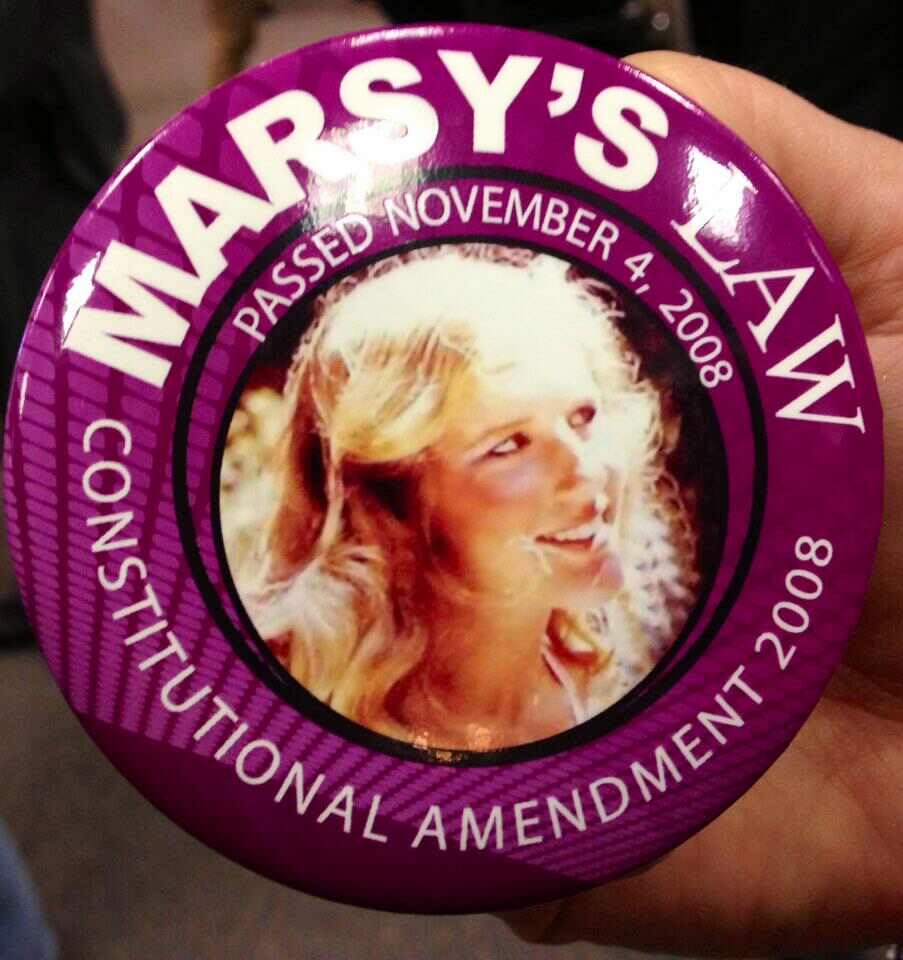 MARSY'S LAW
PASSED NOVEMBER 4, 2008
CONSTITUTIONAL AMENDMENT 2008